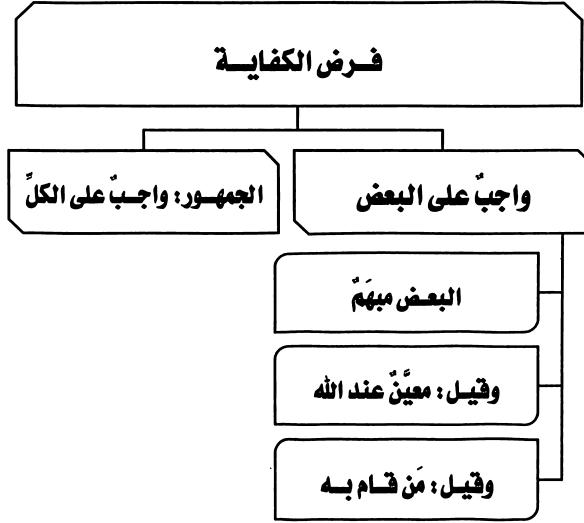 فرض الكفاية
واجبٌ على البعض
الجمهور: واجبٌ على الكلِّ
البعض مبهَمٌ
وقيل: معيَّنٌ عند الله
وقيل: مَن قام به